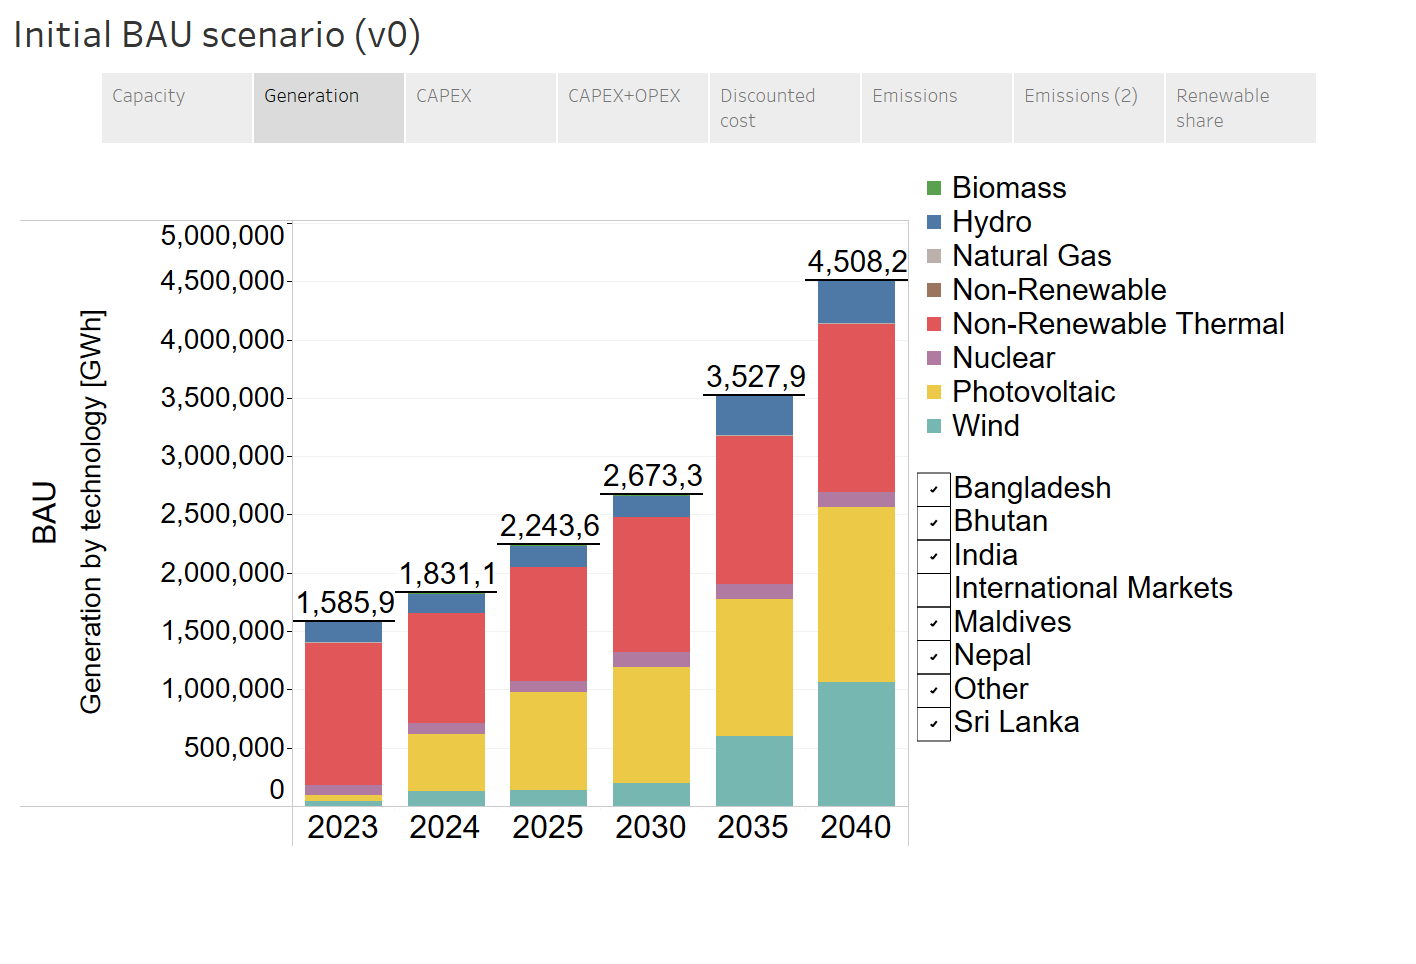 Initial BAU scenario (v0)
Capacity
Generation
CAPEX
CAPEX+OPEX
Discounted
cost
Emissions
Emissions (2)
Renewable
share
BAU
Generation by technology [GWh]
5,000,000
4,500,000
4,000,000
3,500,000
3,000,000
2,500,000
2,000,000
1,500,000
1,000,000
500,000
0
1,585,9
1,831,1
2,243,6
2,673,3
3,527,9
4,508,2
2023
2024
2025
2030
2035
2040
Biomass
Hydro
Natural Gas
Non-Renewable
Non-Renewable Thermal
Nuclear
Photovoltaic
Wind
Bangladesh
Bhutan
India
International Markets
Maldives
Nepal
Other
Sri Lanka